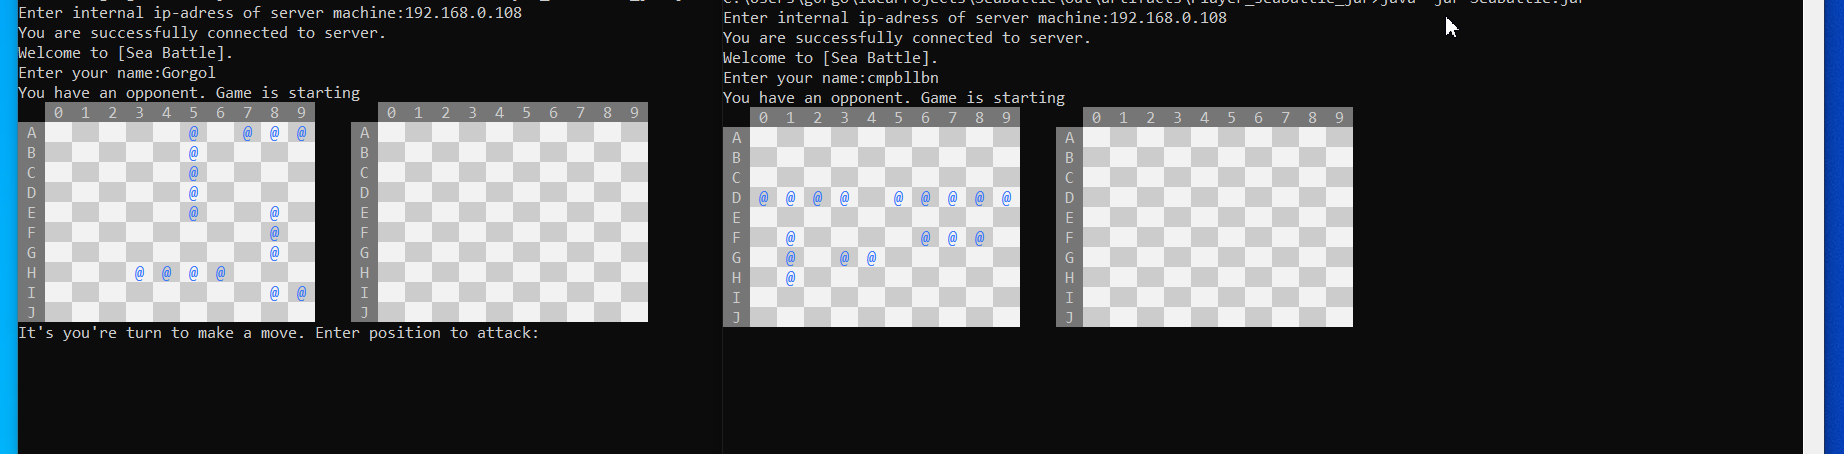 Enter internal ip-adress of server machine:192.168.0.108
You are successfully connected to server.
Welcome to [Sea Battle].
Enter your name:Gorgol
You have an opponent. Game is starting
0 1 2 3 4 5 6 7 8 9 0 1 2 3 4 5 6 7 8 9
A @ @ @ @ A
B @ B
C @ C
D @ D
E @ @ E
F @ F
G @ G
H @ @ @ @ H
I @ @ I
J J
It's you're turn to make a move. Enter position to attack:
Enter internal ip-adress of server machine:192.168.0.108
You are successfully connected to server.
Welcome to [Sea Battle].
Enter your name:cmpbllbn
You have an opponent. Game is starting
0 1 2 3 4 5 6 7 8 9 0 1 2 3 4 5 6 7 8 9
A A
B B
C C
D @ @ @ @ @ @ @ @ @ D
E E
F @ @ @ @ F
G @ @ @ G
H @ H
I I
J J